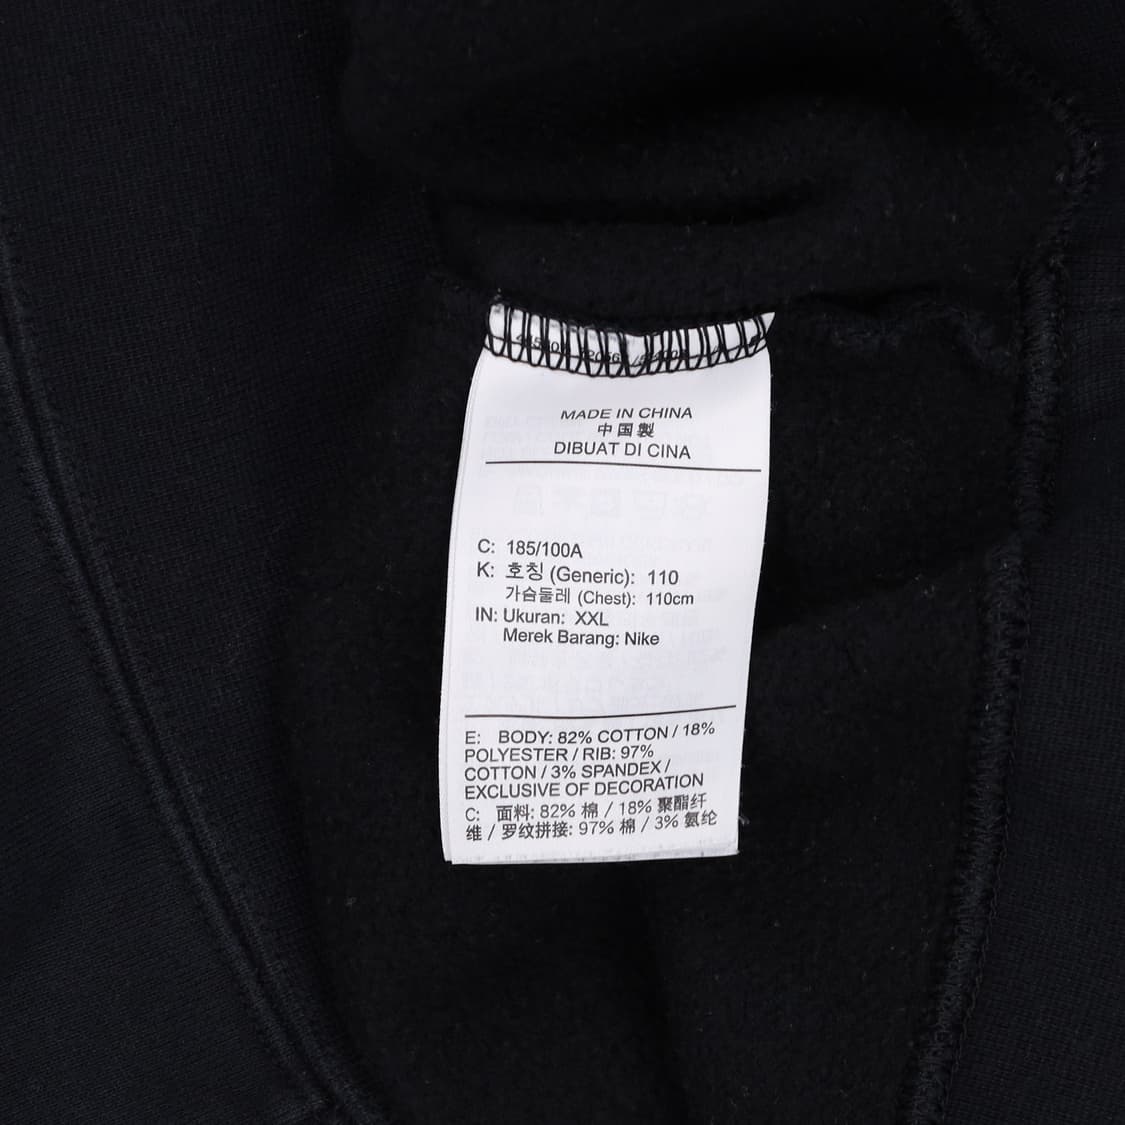 MADE IN CHINA
中国製
DIBUAT DI CINA
C: 185/100A
K: 호칭 (Generic): 110
가슴둘레 (Chest): 110cm
IN: Ukuran: XXL
Merek Barang: Nike
E: BODY: 82% COTTON / 18%
POLYESTER / RIB: 97%
COTTON / 3% SPANDEX /
EXCLUSIVE OF DECORATION
C: 面料: 82% 棉 / 18% 聚酯纤
维 / 罗纹拼接: 97% 棉 / 3% 氨纶